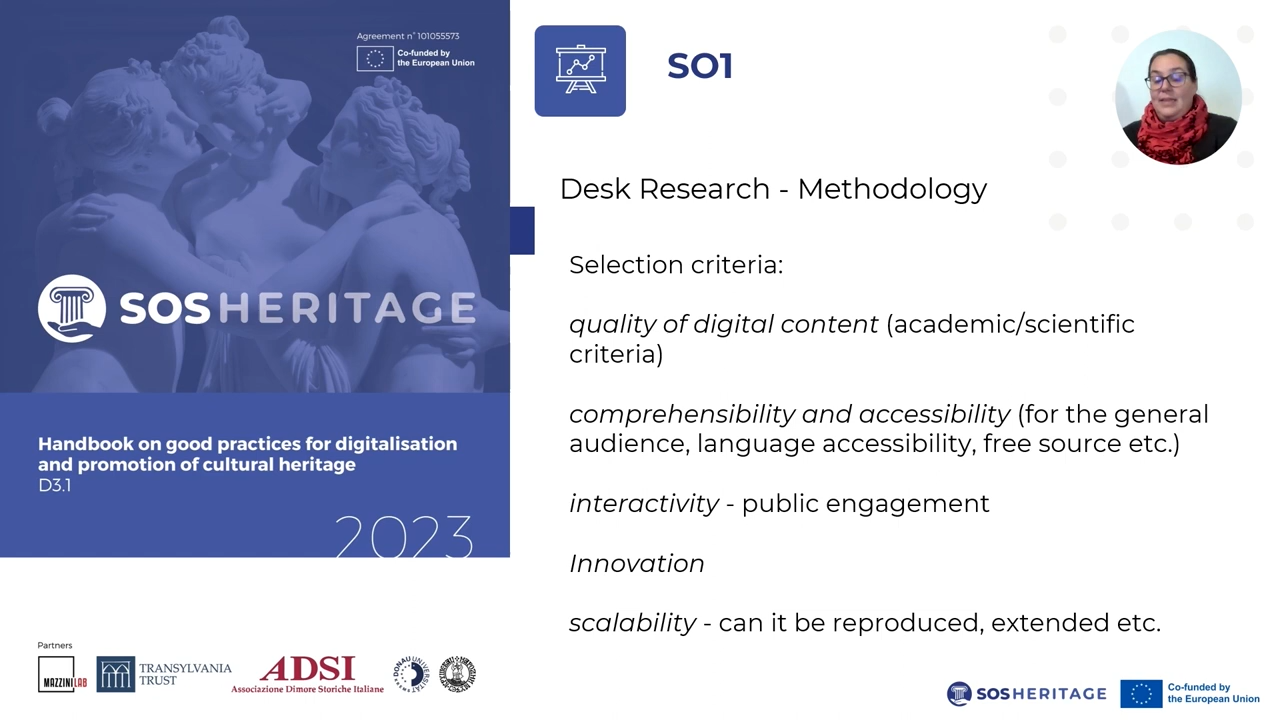 Agreement n° 101055573
Co-funded by
the European Union
SOSHERITAGE
Handbook on good practices for digitalisation
and promotion of cultural heritage
D3.1
2023
Partners
MAZZINILAB
TRANSYLVANIA
TRUST
ADSI
Associazione Dimore Storiche Italiane
SO1
Desk Research - Methodology
Selection criteria:
quality of digital content (academic/scientific
criteria)
comprehensibility and accessibility (for the general
audience, language accessibility, free source etc.)
interactivity - public engagement
Innovation
scalability - can it be reproduced, extended etc.
SOSHERITAGE
Co-funded by
the European Union